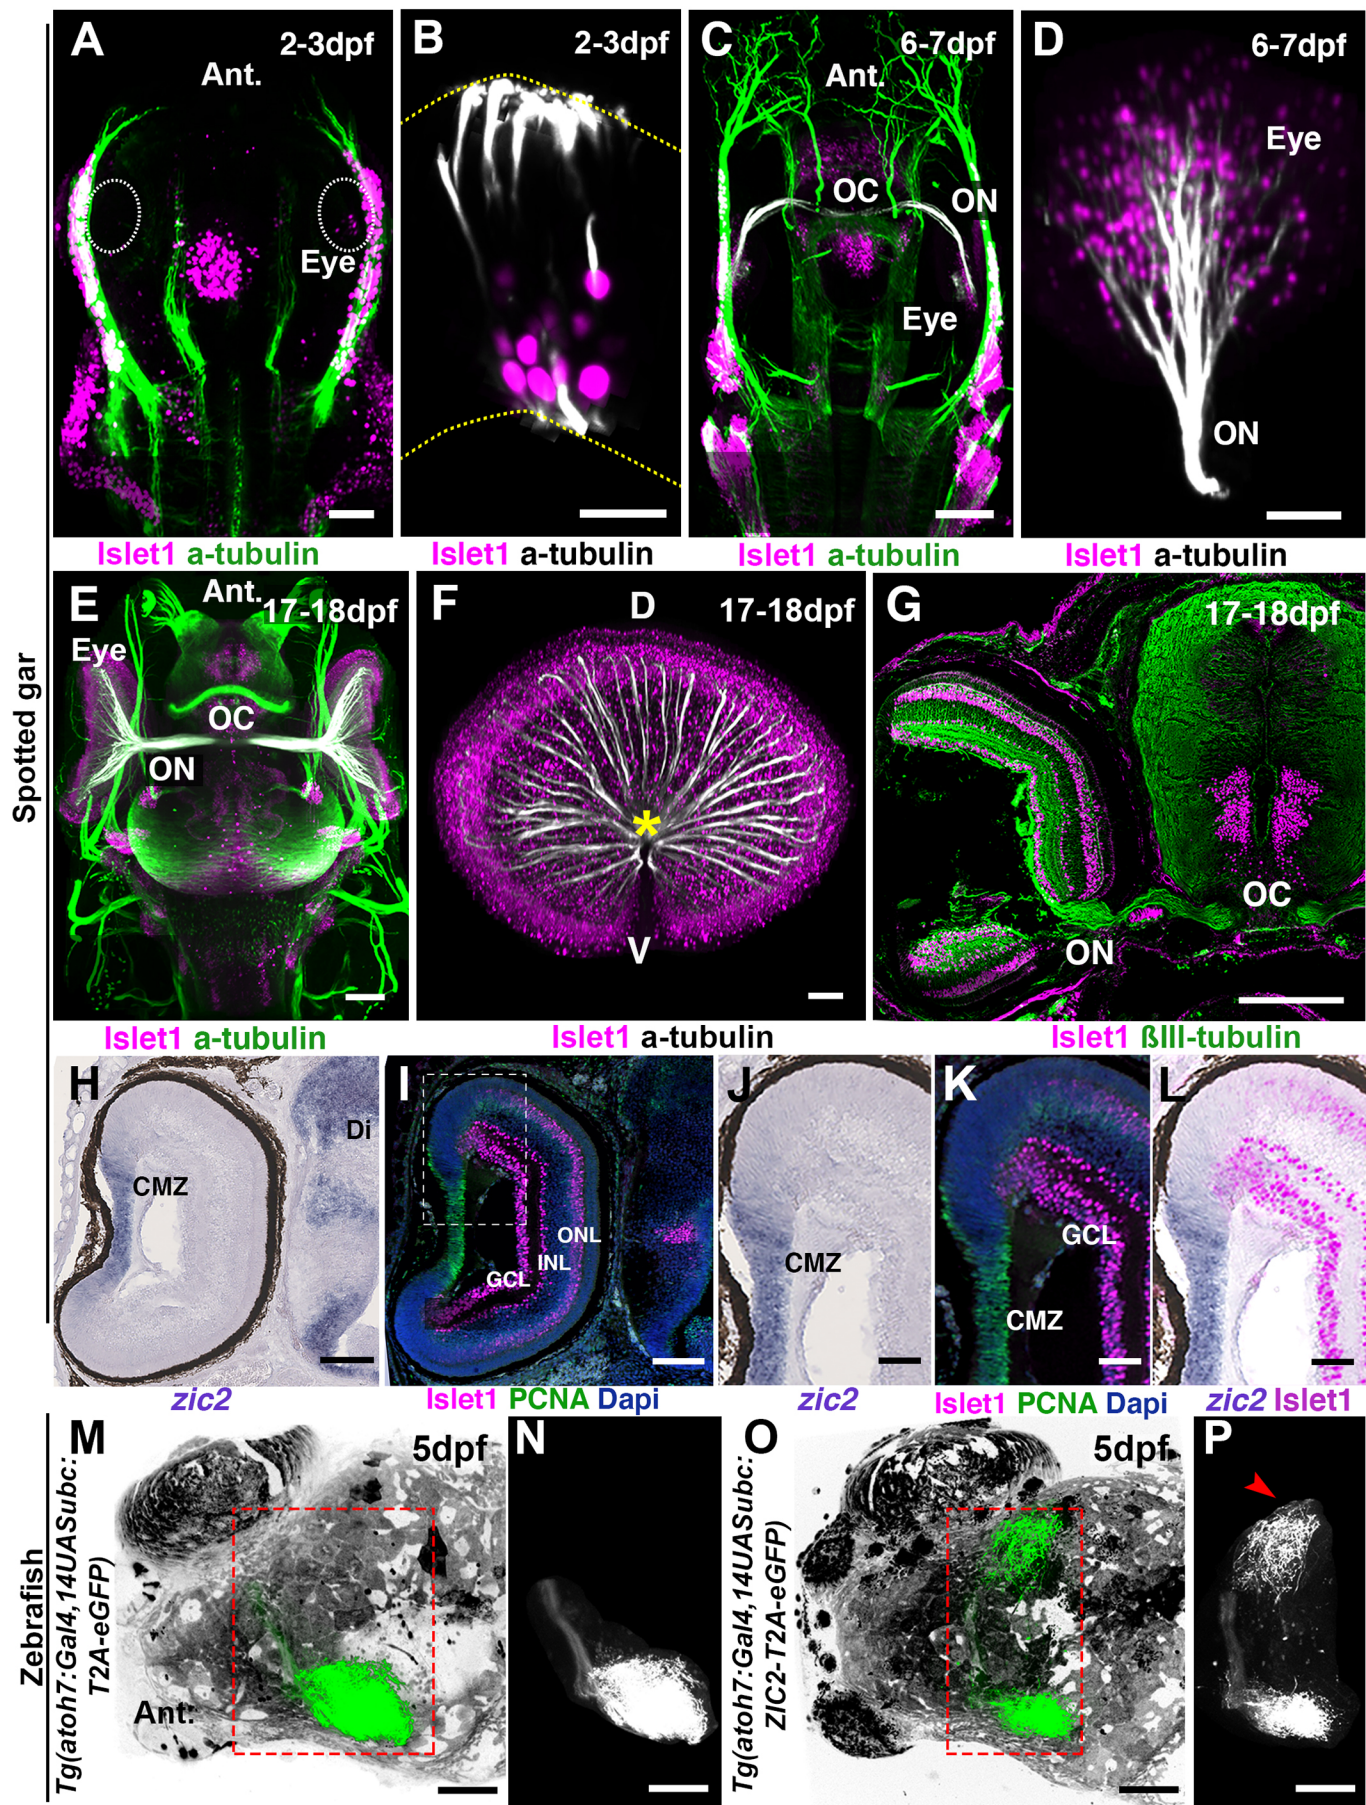 A
2-3dpf
Ant.
Eye
B
2-3dpf
C
6-7dpf
Ant.
OC
ON
Eye
D
6-7dpf
Eye
ON
Islet1 a-tubulin
Islet1 a-tubulin
Islet1 a-tubulin
Islet1 a-tubulin
Spotted gar
E
Ant.
17-18dpf
Eye
OC
ON
F
D
17-18dpf
*
V
G
17-18dpf
OC
ON
Islet1 a-tubulin
Islet1 a-tubulin
Islet1 ßIII-tubulin
H
Di
CMZ
I
ONL
INL
GCL
J
CMZ
K
GCL
CMZ
L
zic2
Islet1 PCNA Dapi
zic2
Islet1 PCNA Dapi
zic2 Islet1
Zebrafish
Tg(atoh7:Gal4,14UASubc:
T2A-eGFP)
M
5dpf
Ant.
N
Tg(atoh7:Gal4,14UASubc:
ZIC2-T2A-eGFP)
O
5dpf
P